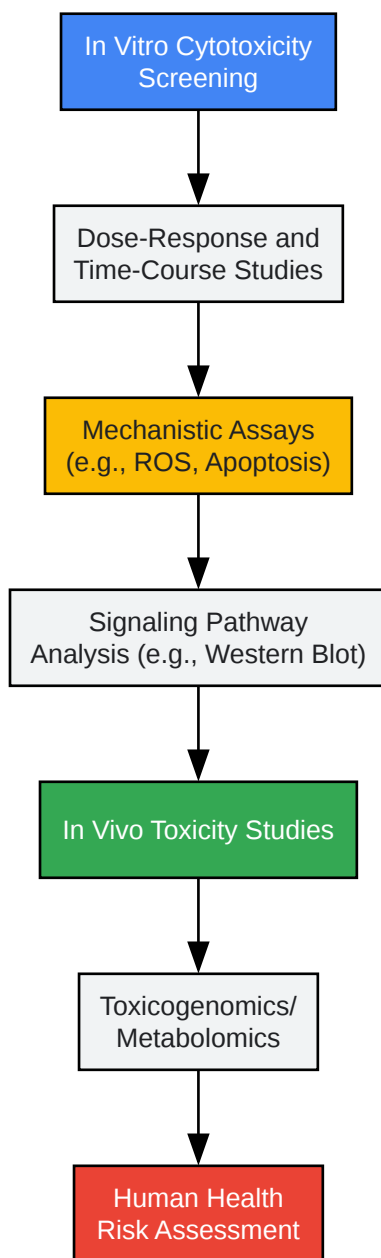 In Vitro Cytotoxicity
Screening
Dose-Response and
Time-Course Studies
Mechanistic Assays
(e.g., ROS, Apoptosis)
Signaling Pathway
Analysis (e.g., Western Blot)
In Vivo Toxicity Studies
Toxicogenomics/
Metabolomics
Human Health
Risk Assessment